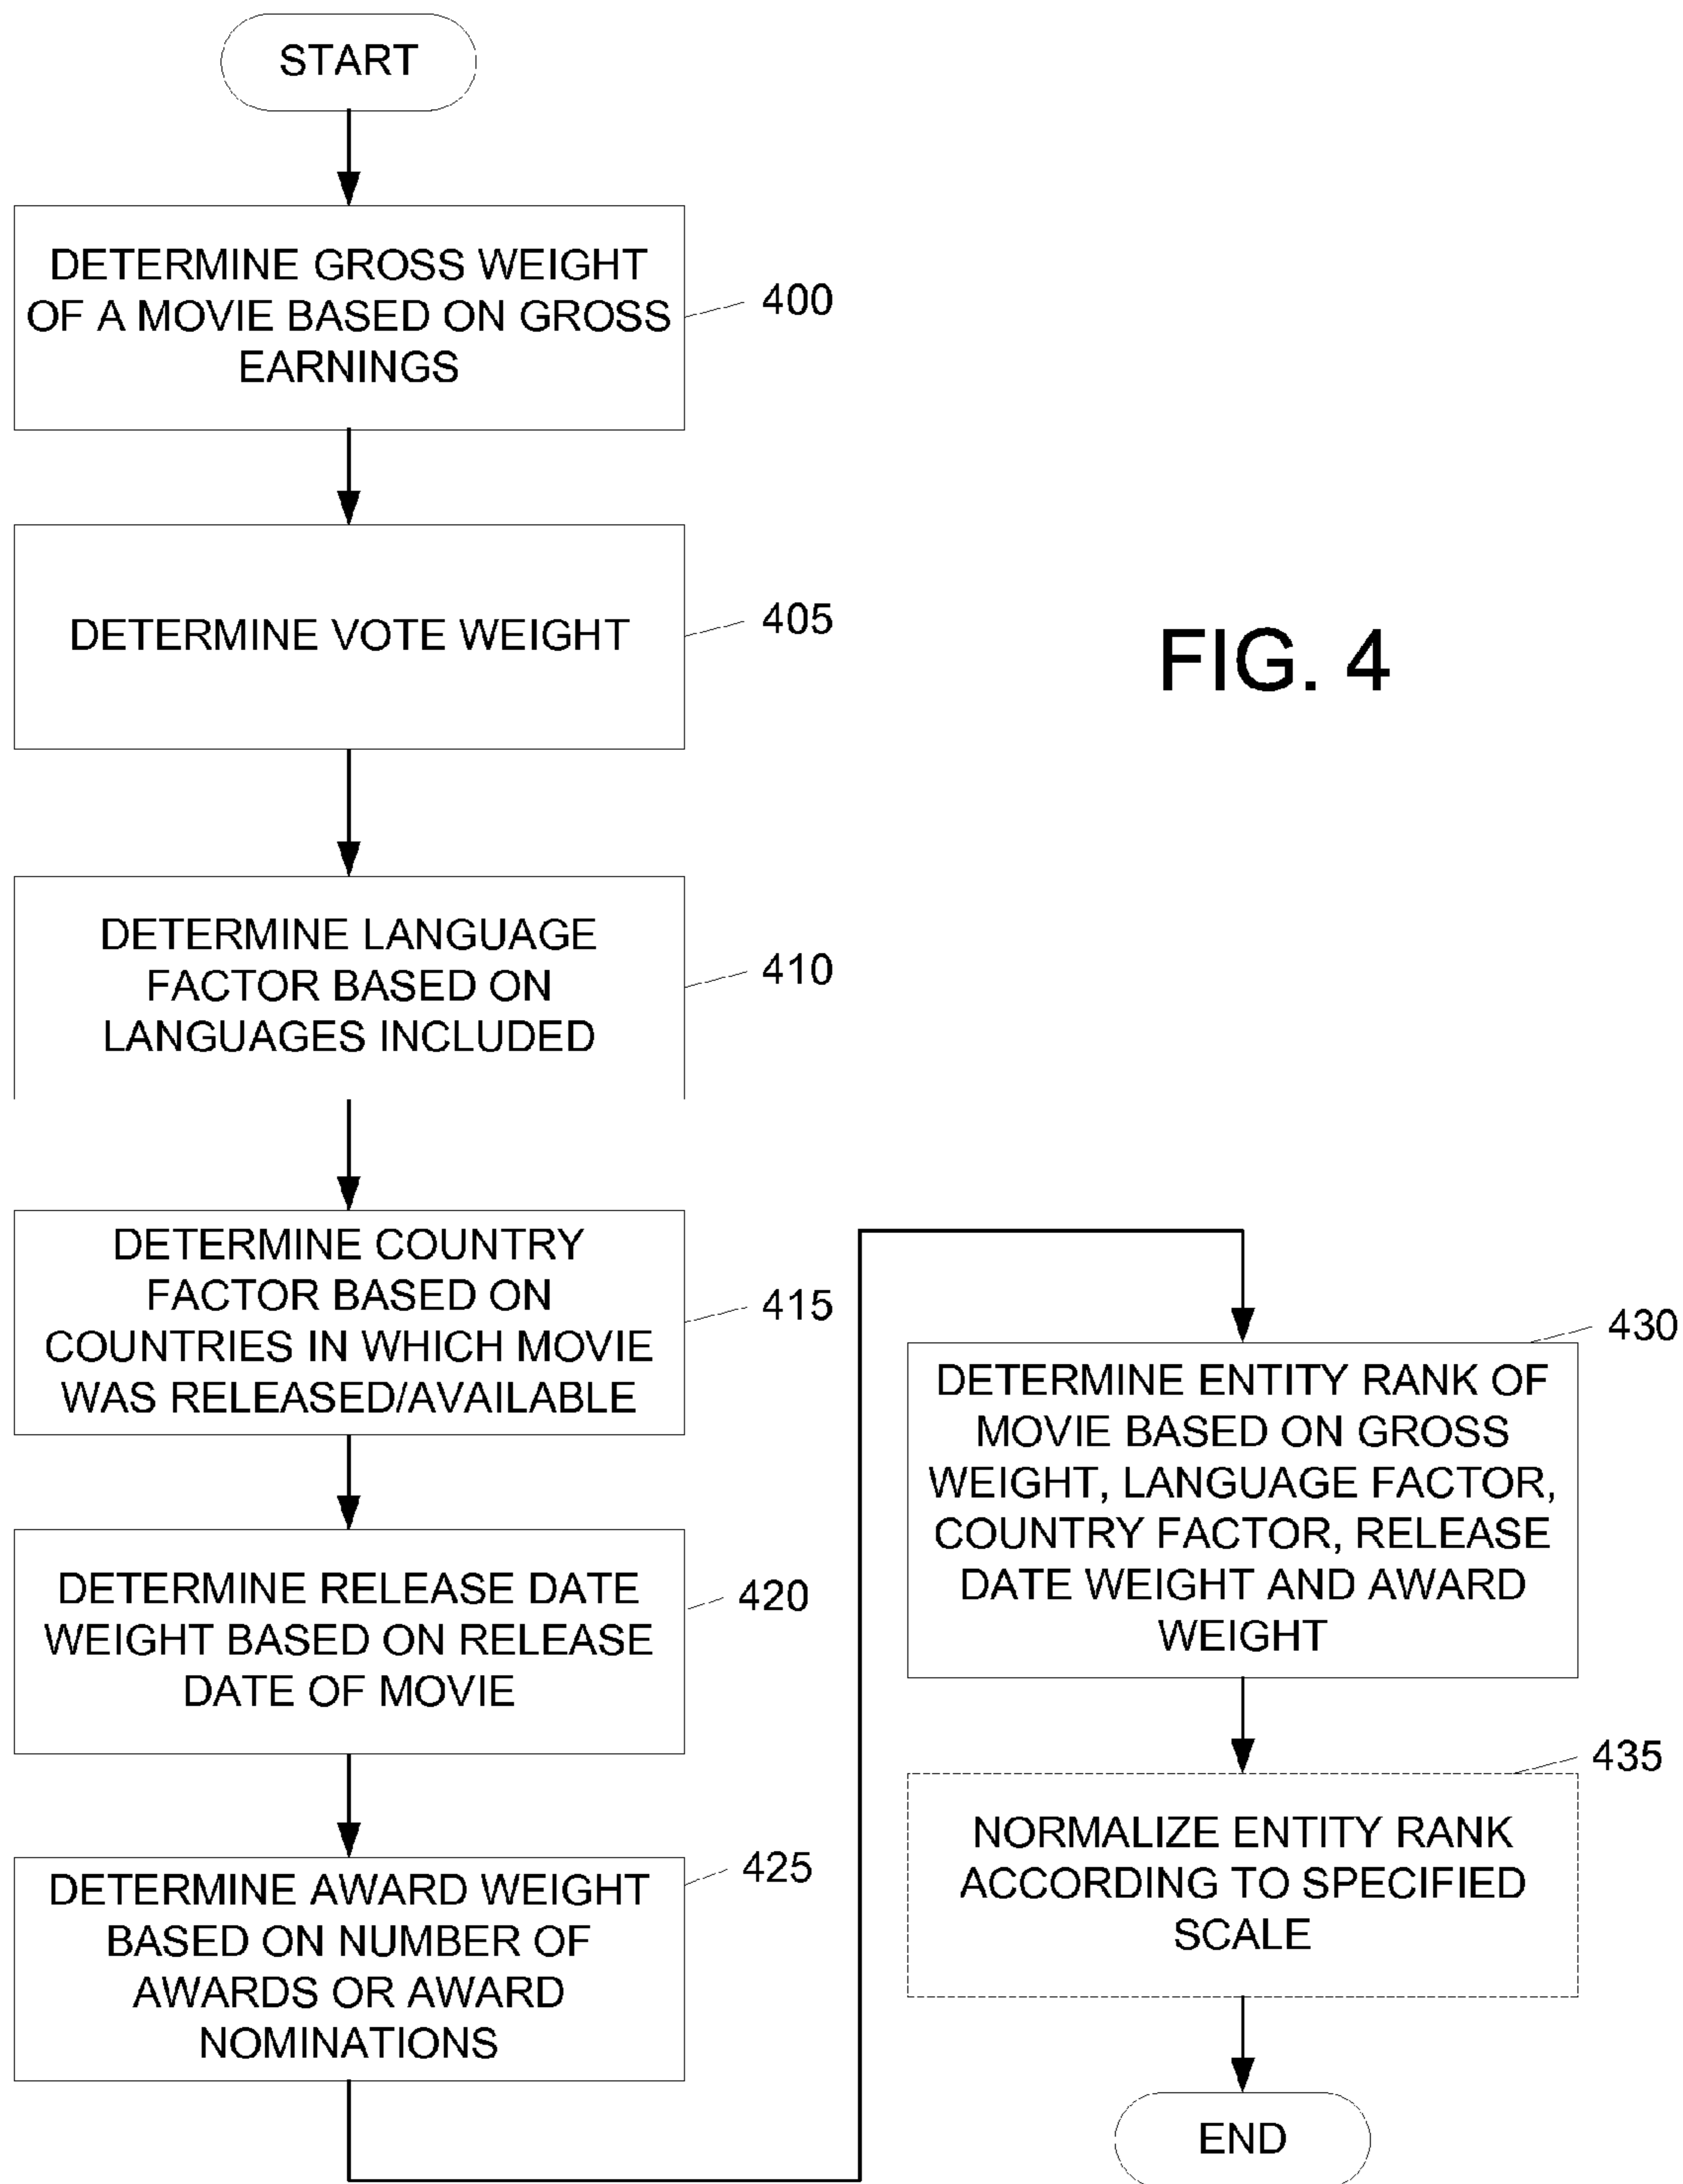 START
DETERMINE GROSS WEIGHT
OF A MOVIE BASED ON GROSS
EARNINGS
400
DETERMINE VOTE WEIGHT
405
FIG. 4
DETERMINE LANGUAGE
FACTOR BASED ON
LANGUAGES INCLUDED
410
DETERMINE COUNTRY
FACTOR BASED ON
COUNTRIES IN WHICH MOVIE
WAS RELEASED/AVAILABLE
415
DETERMINE RELEASE DATE
WEIGHT BASED ON RELEASE
DATE OF MOVIE
420
DETERMINE AWARD WEIGHT
BASED ON NUMBER OF
AWARDS OR AWARD
NOMINATIONS
425
430
DETERMINE ENTITY RANK OF
MOVIE BASED ON GROSS
WEIGHT, LANGUAGE FACTOR,
COUNTRY FACTOR, RELEASE
DATE WEIGHT AND AWARD
WEIGHT
435
NORMALIZE ENTITY RANK
ACCORDING TO SPECIFIED
SCALE
END